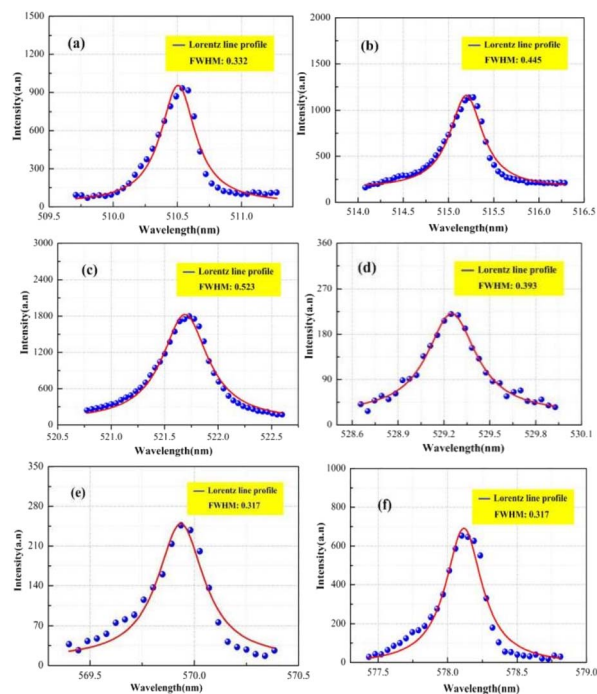 (a)
Lorentz line profile
FWHM: 0.332
Intensity(a.n)
1500
1200
900
600
300
0
509.5 510.0 510.5 511.0 511.5
Wavelength(nm)
(b)
Lorentz line profile
FWHM: 0.445
Intensity(a.n)
2000
1500
1000
500
0
514.0 514.5 515.0 515.5 516.0 516.5
Wavelength(nm)
(c)
Lorentz line profile
FWHM: 0.523
Intensity(a.n)
3000
2400
1800
1200
600
0
520.5 521.0 521.5 522.0 522.5
Wavelength(nm)
(d)
Lorentz line profile
FWHM: 0.393
Intensity(a.n)
360
270
180
90
0
528.6 528.9 529.2 529.5 529.8 530.1
Wavelength(nm)
(e)
Lorentz line profile
FWHM: 0.317
Intensity(a.n)
350
280
210
140
70
0
569.5 570.0 570.5
Wavelength(nm)
(f)
Lorentz line profile
FWHM: 0.317
Intensity(a.n)
1000
800
600
400
200
0
577.5 578.0 578.5 579.0
Wavelength(nm)